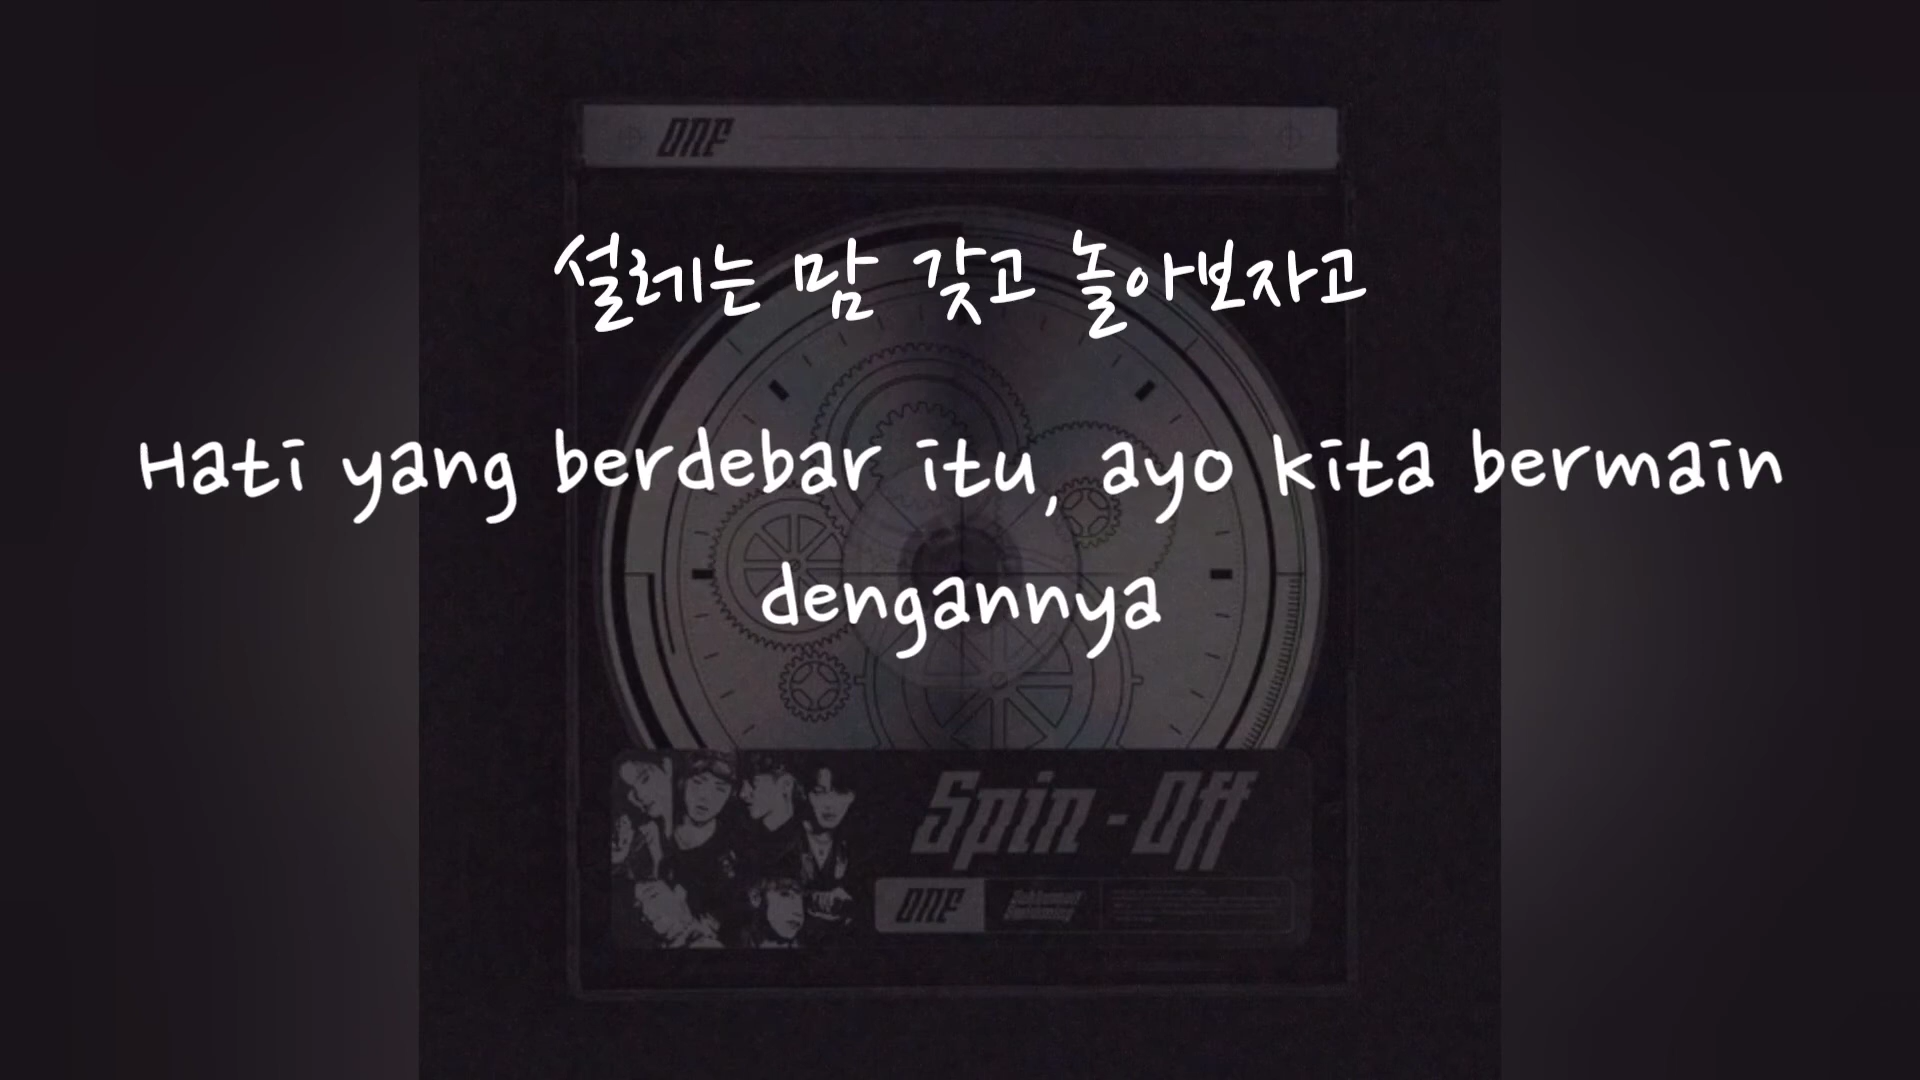 ONF
설레는 맘 갖고 놀아보자고
Hati yang berdebar itu, ayo kita bermain
dengannya
Spin-Off
ONF